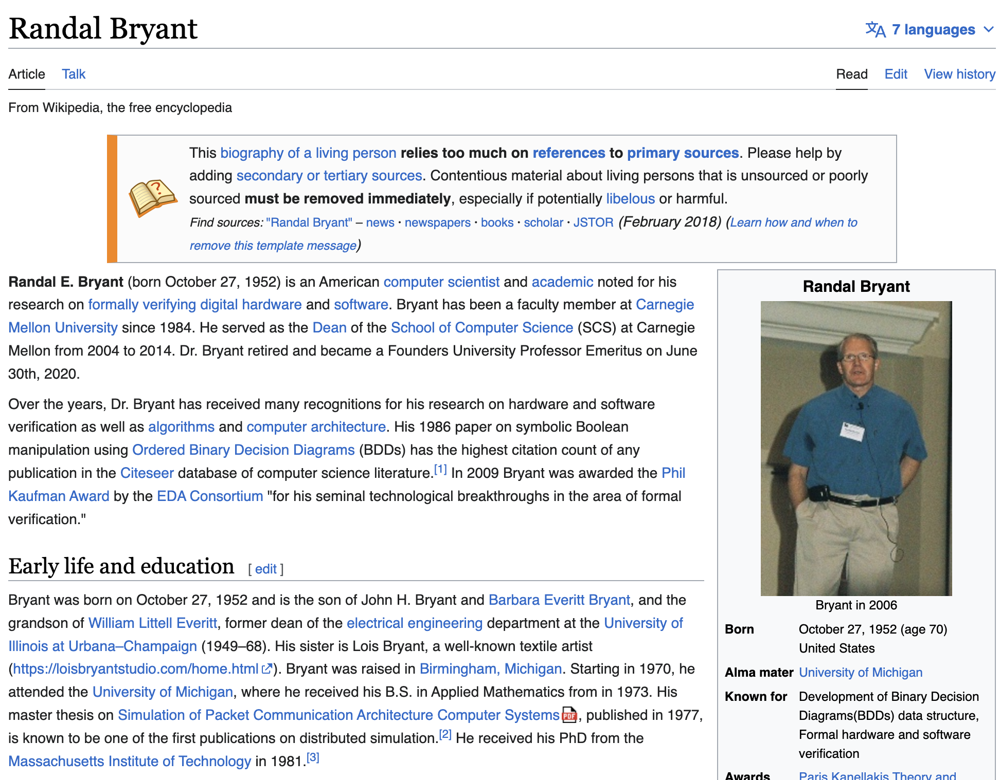 Randal Bryant
7 languages
Article Talk
Read Edit View history
From Wikipedia, the free encyclopedia
This biography of a living person relies too much on references to primary sources. Please help by
adding secondary or tertiary sources. Contentious material about living persons that is unsourced or poorly
sourced must be removed immediately, especially if potentially libelous or harmful.
Find sources: "Randal Bryant" – news · newspapers · books · scholar · JSTOR (February 2018) (Learn how and when to
remove this template message)
Randal E. Bryant (born October 27, 1952) is an American computer scientist and academic noted for his
research on formally verifying digital hardware and software. Bryant has been a faculty member at Carnegie
Mellon University since 1984. He served as the Dean of the School of Computer Science (SCS) at Carnegie
Mellon from 2004 to 2014. Dr. Bryant retired and became a Founders University Professor Emeritus on June
30th, 2020.
Over the years, Dr. Bryant has received many recognitions for his research on hardware and software
verification as well as algorithms and computer architecture. His 1986 paper on symbolic Boolean
manipulation using Ordered Binary Decision Diagrams (BDDs) has the highest citation count of any
publication in the Citeseer database of computer science literature.[1] In 2009 Bryant was awarded the Phil
Kaufman Award by the EDA Consortium "for his seminal technological breakthroughs in the area of formal
verification."
Early life and education [ edit ]
Bryant was born on October 27, 1952 and is the son of John H. Bryant and Barbara Everitt Bryant, and the
grandson of William Littell Everitt, former dean of the electrical engineering department at the University of
Illinois at Urbana–Champaign (1949–68). His sister is Lois Bryant, a well-known textile artist
(https://loisbryantstudio.com/home.html). Bryant was raised in Birmingham, Michigan. Starting in 1970, he
attended the University of Michigan, where he received his B.S. in Applied Mathematics from in 1973. His
master thesis on Simulation of Packet Communication Architecture Computer Systems PDF, published in 1977,
is known to be one of the first publications on distributed simulation.[2] He received his PhD from the
Massachusetts Institute of Technology in 1981.[3]
Randal Bryant
Bryant in 2006
Born October 27, 1952 (age 70)
United States
Alma mater University of Michigan
Known for Development of Binary Decision
Diagrams(BDDs) data structure,
Formal hardware and software
verification
Awards Paris Kanellakis Theory and